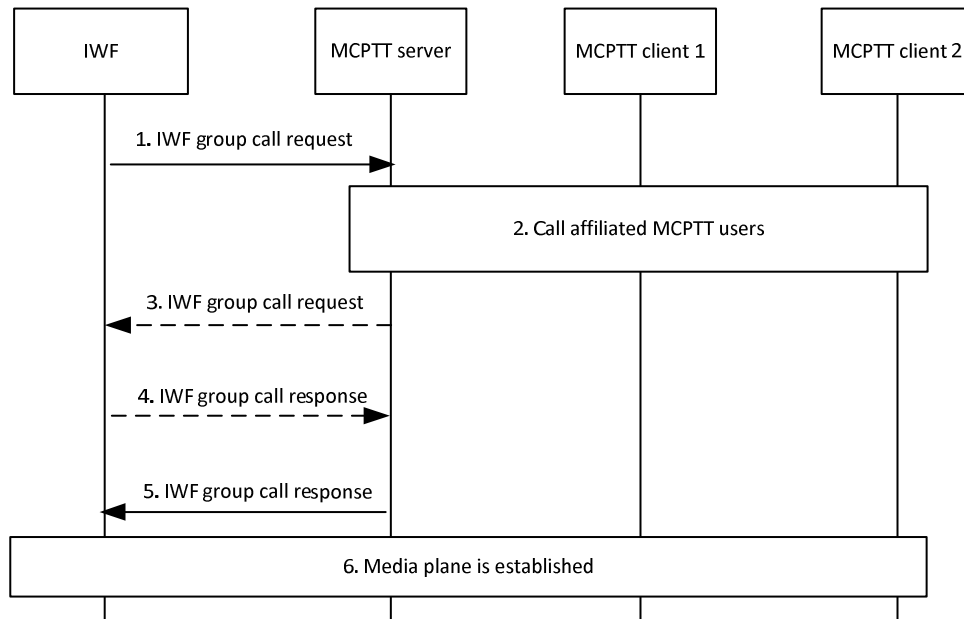 IWF
MCPTT server
MCPTT client 1
MCPTT client 2
1. IWF group call request
2. Call affiliated MCPTT users
3. IWF group call request
4. IWF group call response
5. IWF group call response
6. Media plane is established